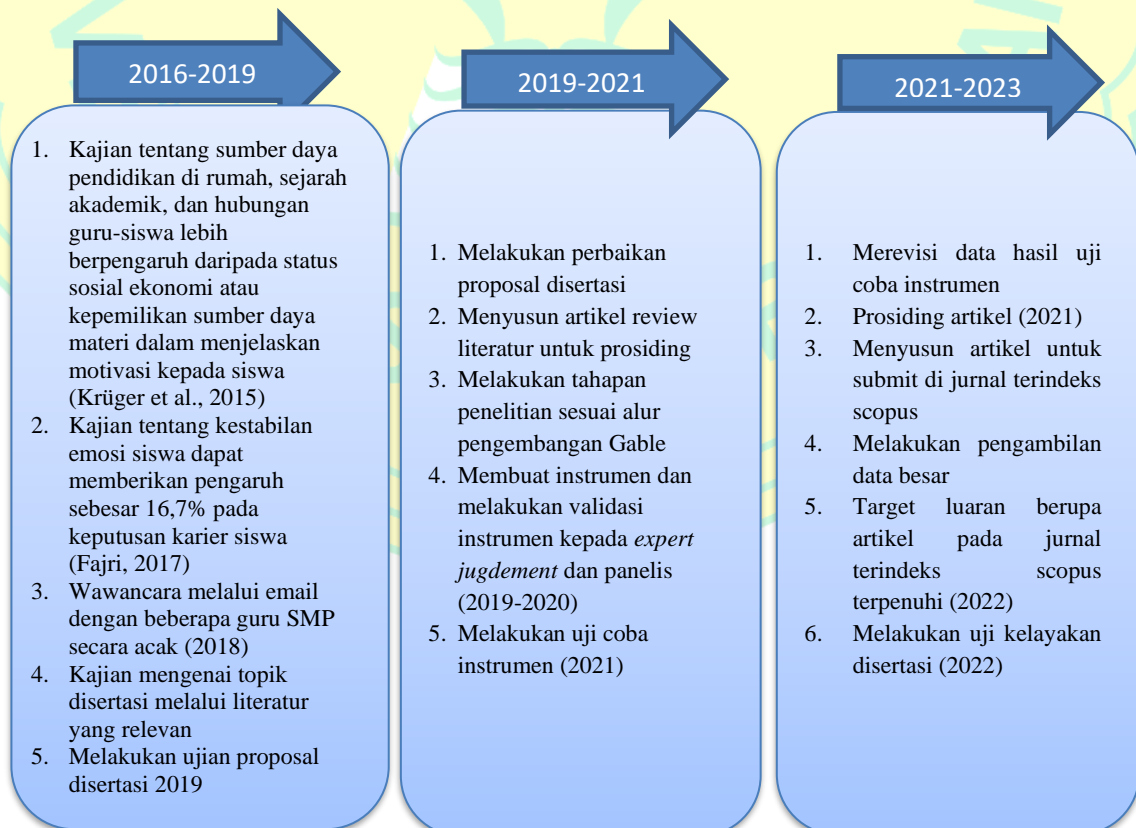 2016-2019
1. Kajian tentang sumber daya
pendidikan di rumah, sejarah
akademik, dan hubungan
guru-siswa lebih
berpengaruh daripada status
sosial ekonomi atau
kepemilikan sumber daya
materi dalam menjelaskan
motivasi kepada siswa
(Krüger et al., 2015)
2. Kajian tentang kestabilan
emosi siswa dapat
memberikan pengaruh
sebesar 16,7% pada
keputusan karier siswa
(Fajri, 2017)
3. Wawancara melalui email
dengan beberapa guru SMP
secara acak (2018)
4. Kajian mengenai topik
disertasi melalui literatur
yang relevan
5. Melakukan ujian proposal
disertasi 2019
2019-2021
1. Melakukan perbaikan
proposal disertasi
2. Menyusun artikel review
literatur untuk prosiding
3. Melakukan tahapan
penelitian sesuai alur
pengembangan Gable
4. Membuat instrumen dan
melakukan validasi
instrumen kepada expert
jugdement dan panelis
(2019-2020)
5. Melakukan uji coba
instrumen (2021)
2021-2023
1. Merevisi data hasil uji
coba instrumen
2. Prosiding artikel (2021)
3. Menyusun artikel untuk
submit di jurnal terindeks
scopus
4. Melakukan pengambilan
data besar
5. Target luaran berupa
artikel pada jurnal
terindeks scopus
terpenuhi (2022)
6. Melakukan uji kelayakan
disertasi (2022)